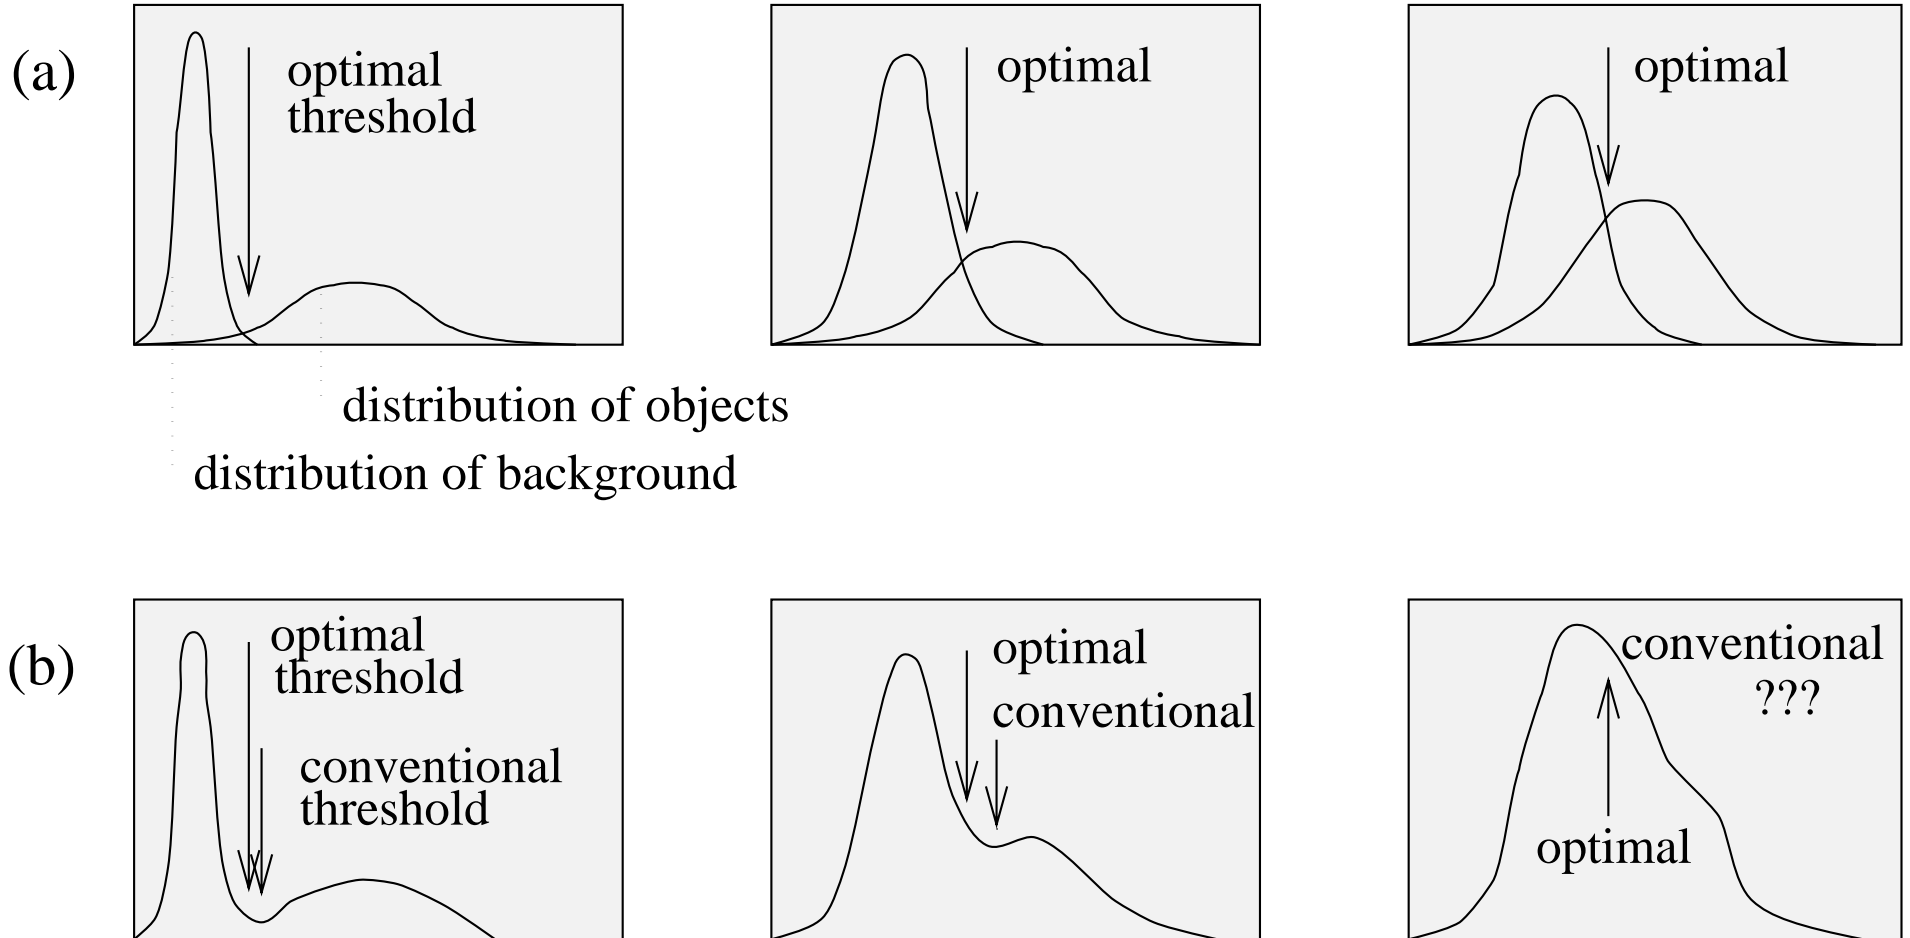 (a)
optimal
threshold
optimal
optimal
distribution of objects
distribution of background
(b)
optimal
threshold
conventional
threshold
optimal
conventional
conventional
???
optimal